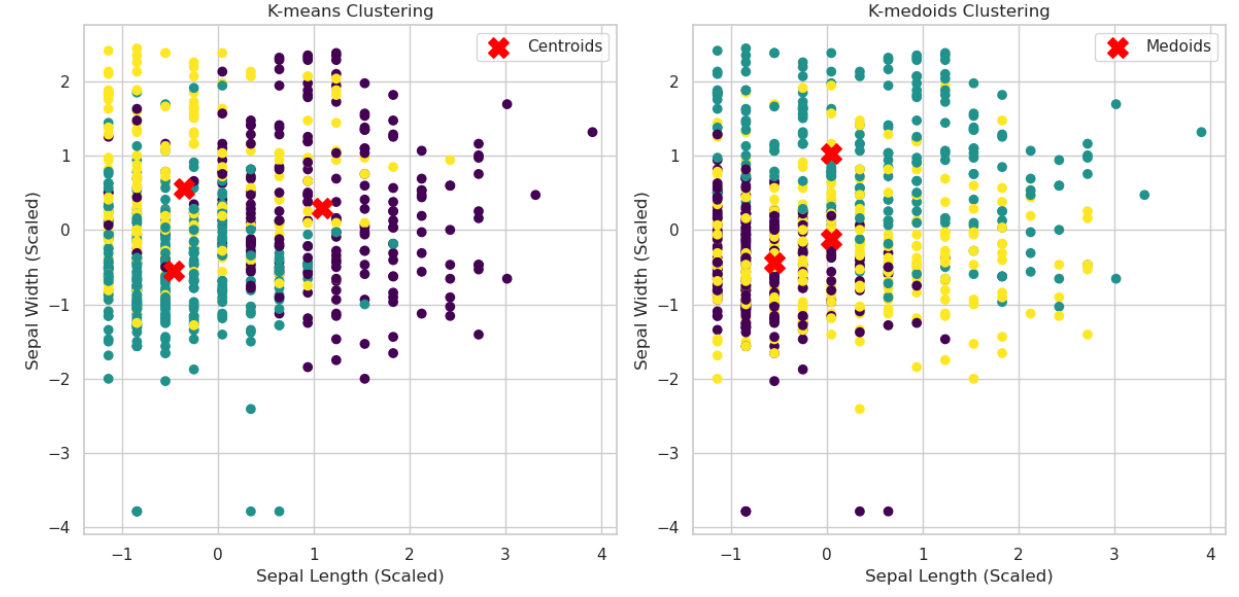 K-means Clustering
Centroids
2
1
0
−1
−2
−3
−4
Sepal Width (Scaled)
−1 0 1 2 3 4
Sepal Length (Scaled)
K-medoids Clustering
Medoids
2
1
0
−1
−2
−3
−4
Sepal Width (Scaled)
−1 0 1 2 3 4
Sepal Length (Scaled)